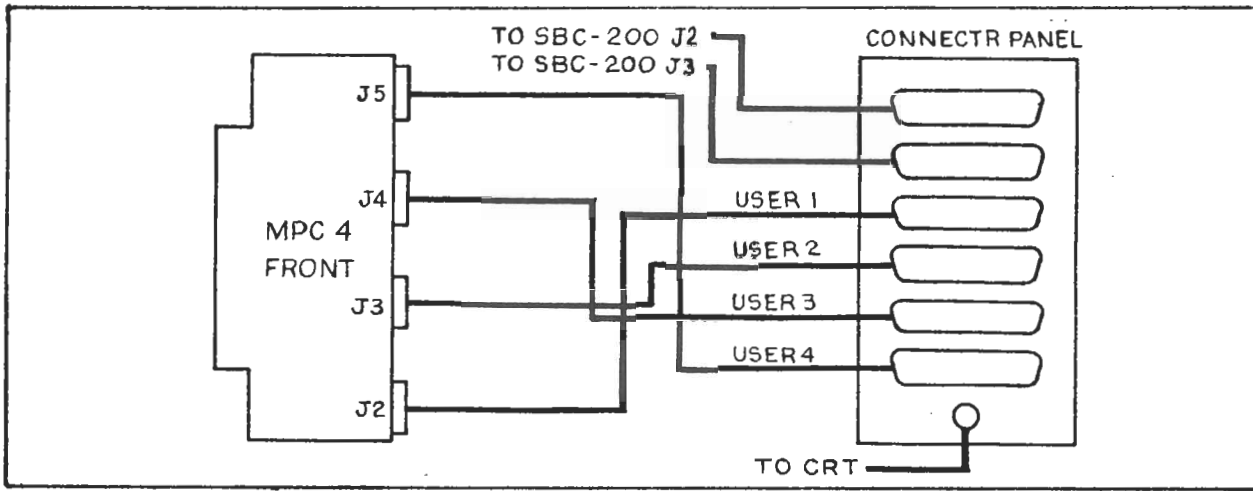 TO SBC-200 J2
TO SBC-200 J3
CONNECTR PANEL
J5
J4
MPC 4
FRONT
J3
J2
USER 1
USER 2
USER 3
USER 4
TO CRT